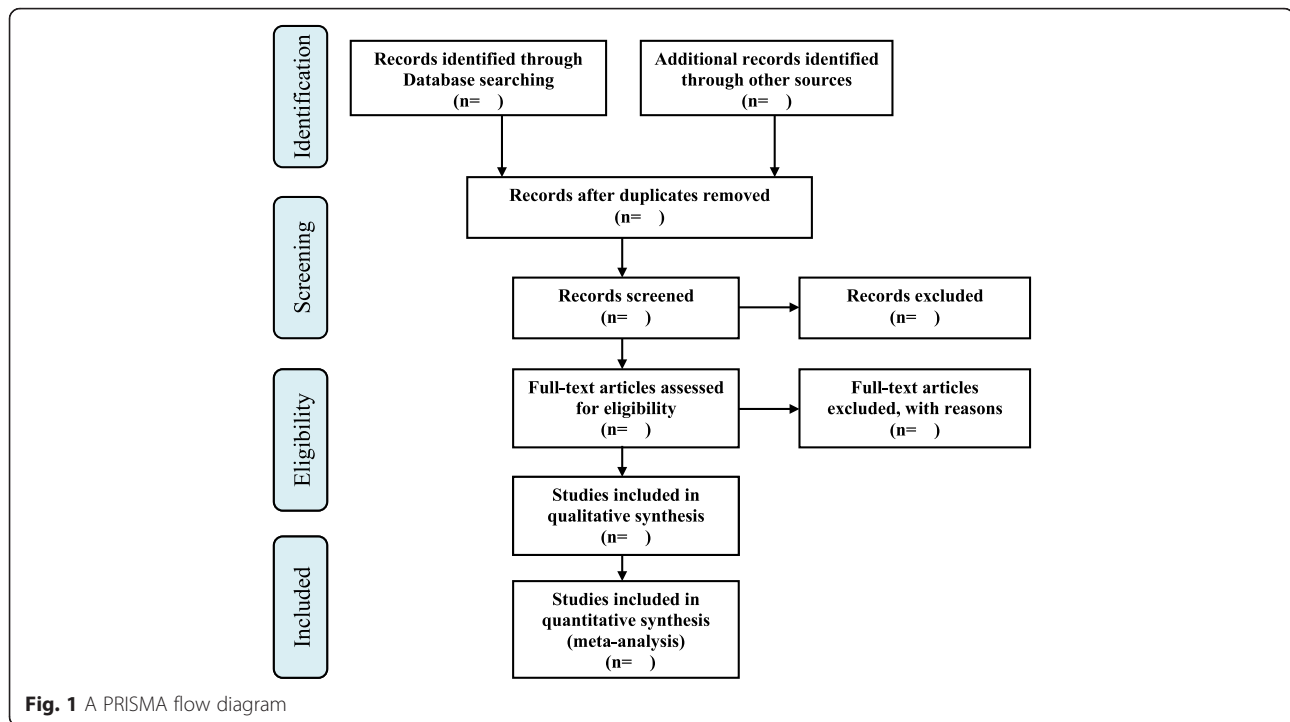 Identification
Records identified through
Database searching
(n= )
Additional records identified
through other sources
(n= )
Records after duplicates removed
(n= )
Screening
Records screened
(n= )
Records excluded
(n= )
Eligibility
Full-text articles assessed
for eligibility
(n= )
Full-text articles
excluded, with reasons
(n= )
Studies included in
qualitative synthesis
(n= )
Included
Studies included in
quantitative synthesis
(meta-analysis)
(n= )
Fig. 1 A PRISMA flow diagram